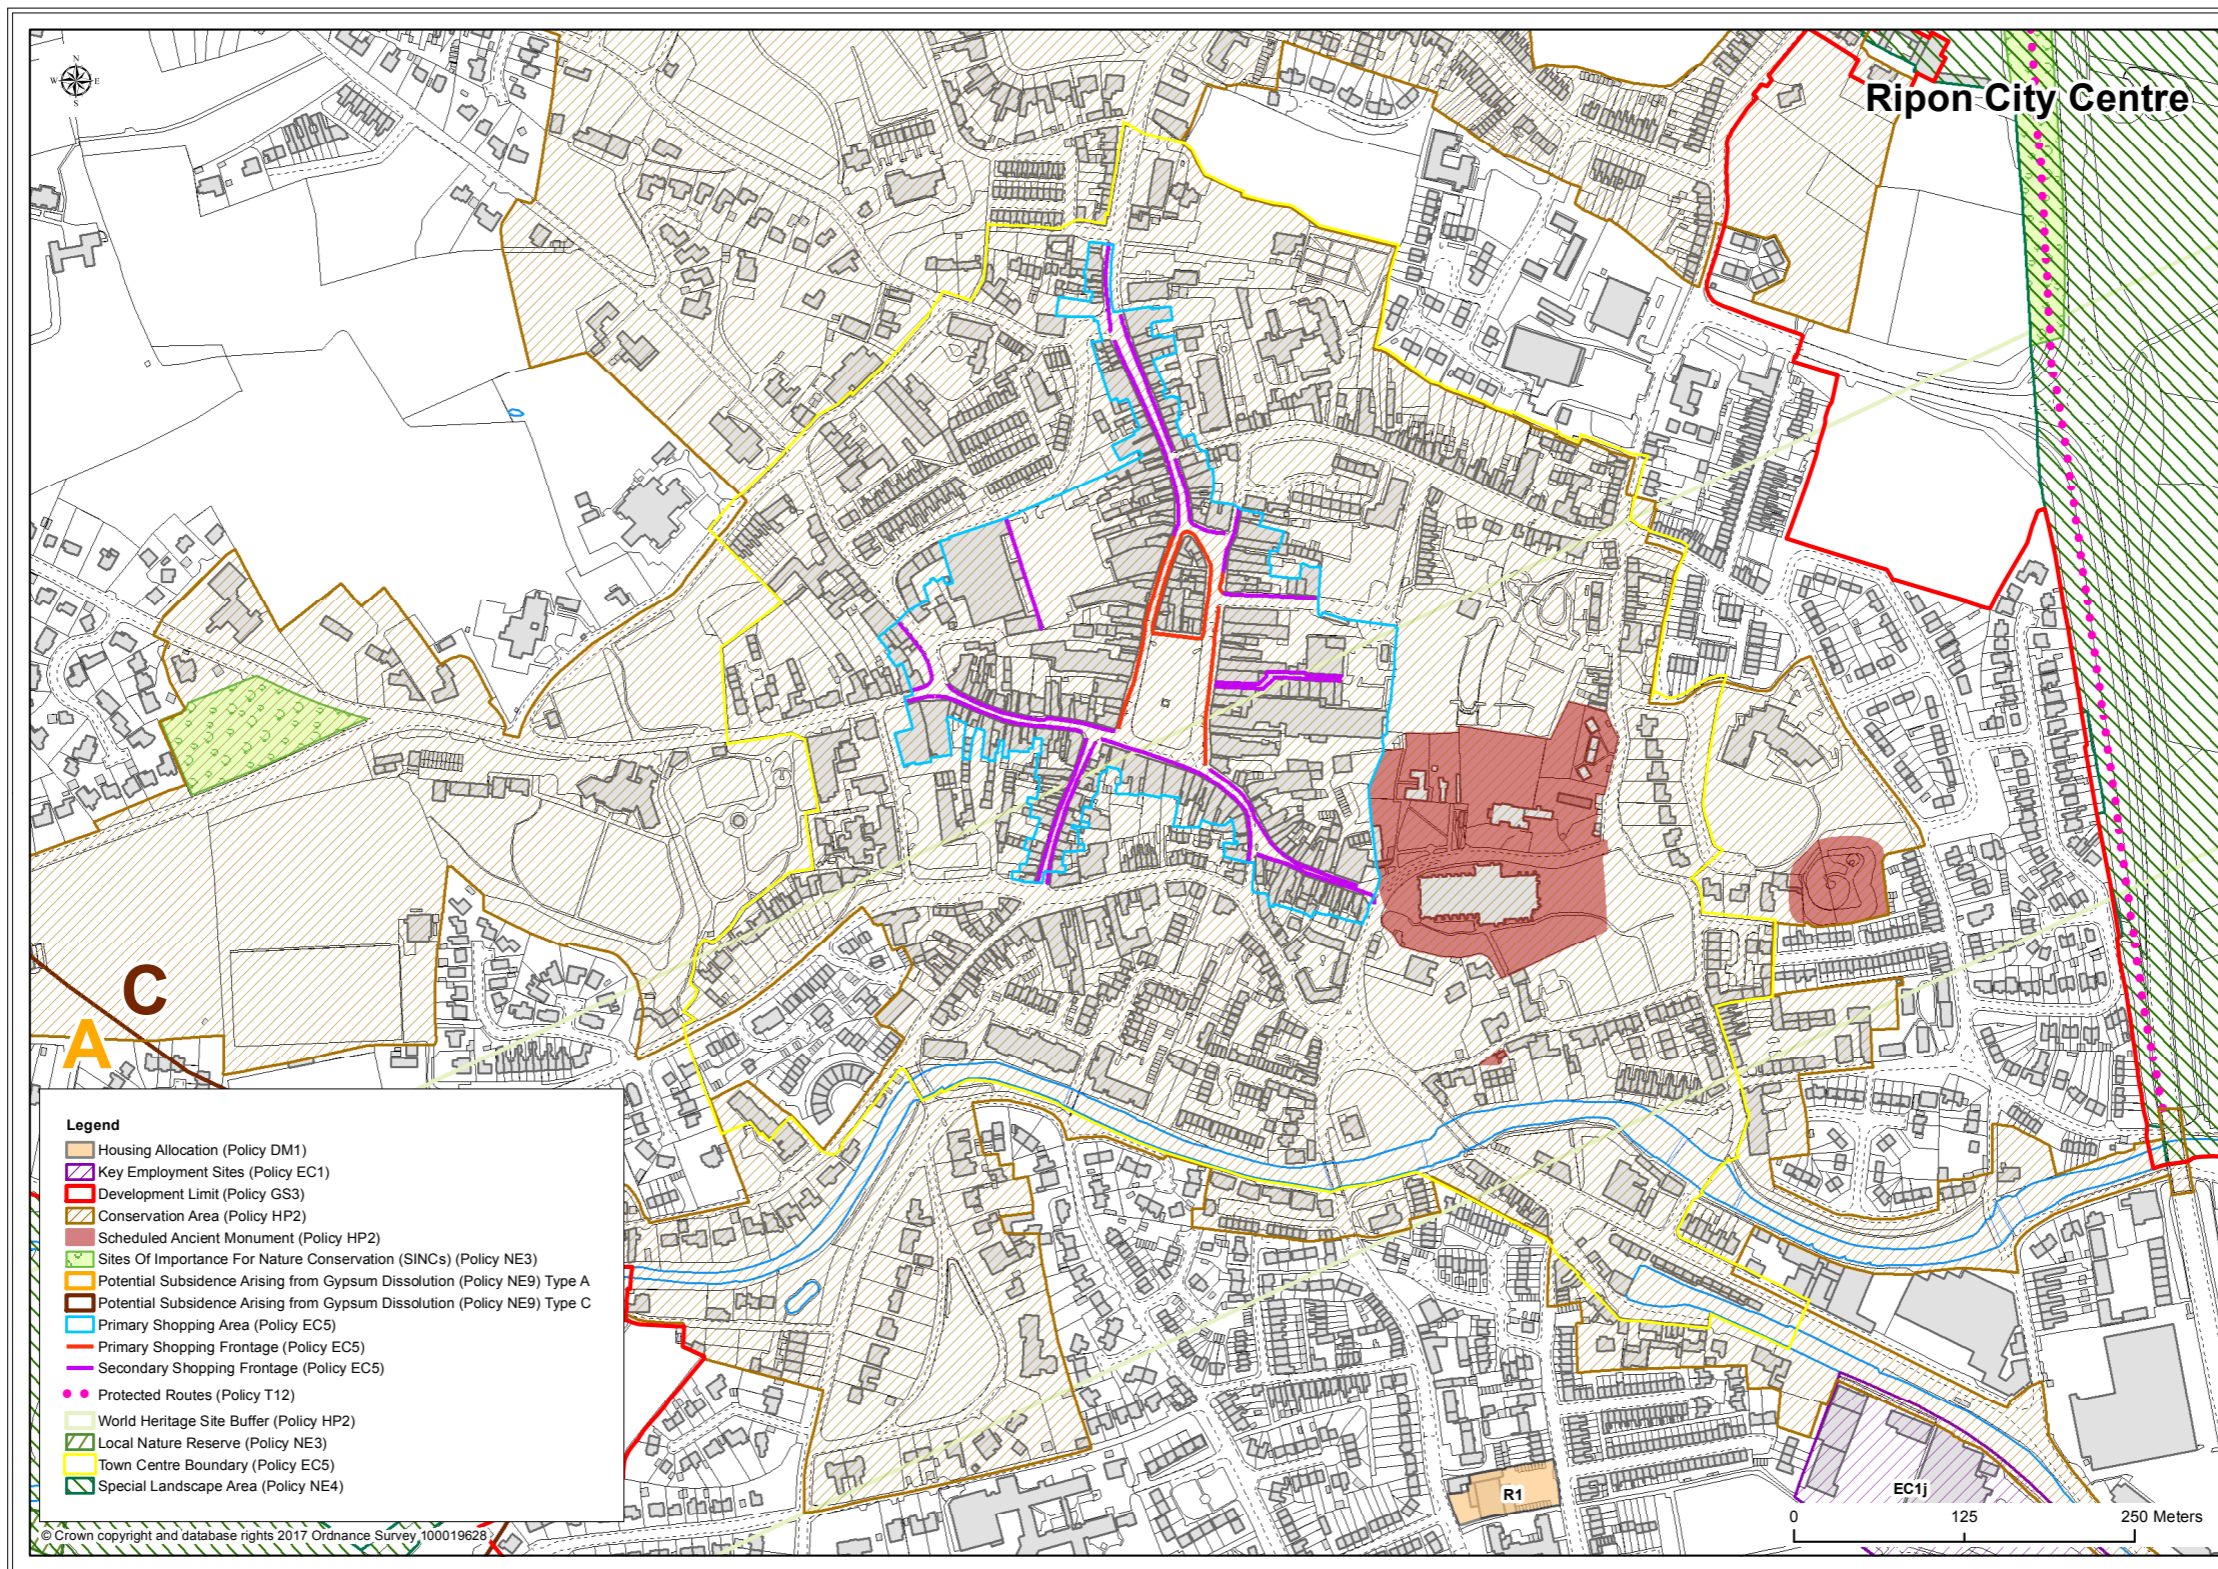 N
W E
S
Ripon City Centre
C
A
Legend
Housing Allocation (Policy DM1)
Key Employment Sites (Policy EC1)
Development Limit (Policy GS3)
Conservation Area (Policy HP2)
Scheduled Ancient Monument (Policy HP2)
Sites Of Importance For Nature Conservation (SINCs) (Policy NE3)
Potential Subsidence Arising from Gypsum Dissolution (Policy NE9) Type A
Potential Subsidence Arising from Gypsum Dissolution (Policy NE9) Type C
Primary Shopping Area (Policy EC5)
Primary Shopping Frontage (Policy EC5)
Secondary Shopping Frontage (Policy EC5)
Protected Routes (Policy T12)
World Heritage Site Buffer (Policy HP2)
Local Nature Reserve (Policy NE3)
Town Centre Boundary (Policy EC5)
Special Landscape Area (Policy NE4)
R1
EC1j
0 125 250 Meters
© Crown copyright and database rights 2017 Ordnance Survey 100019628